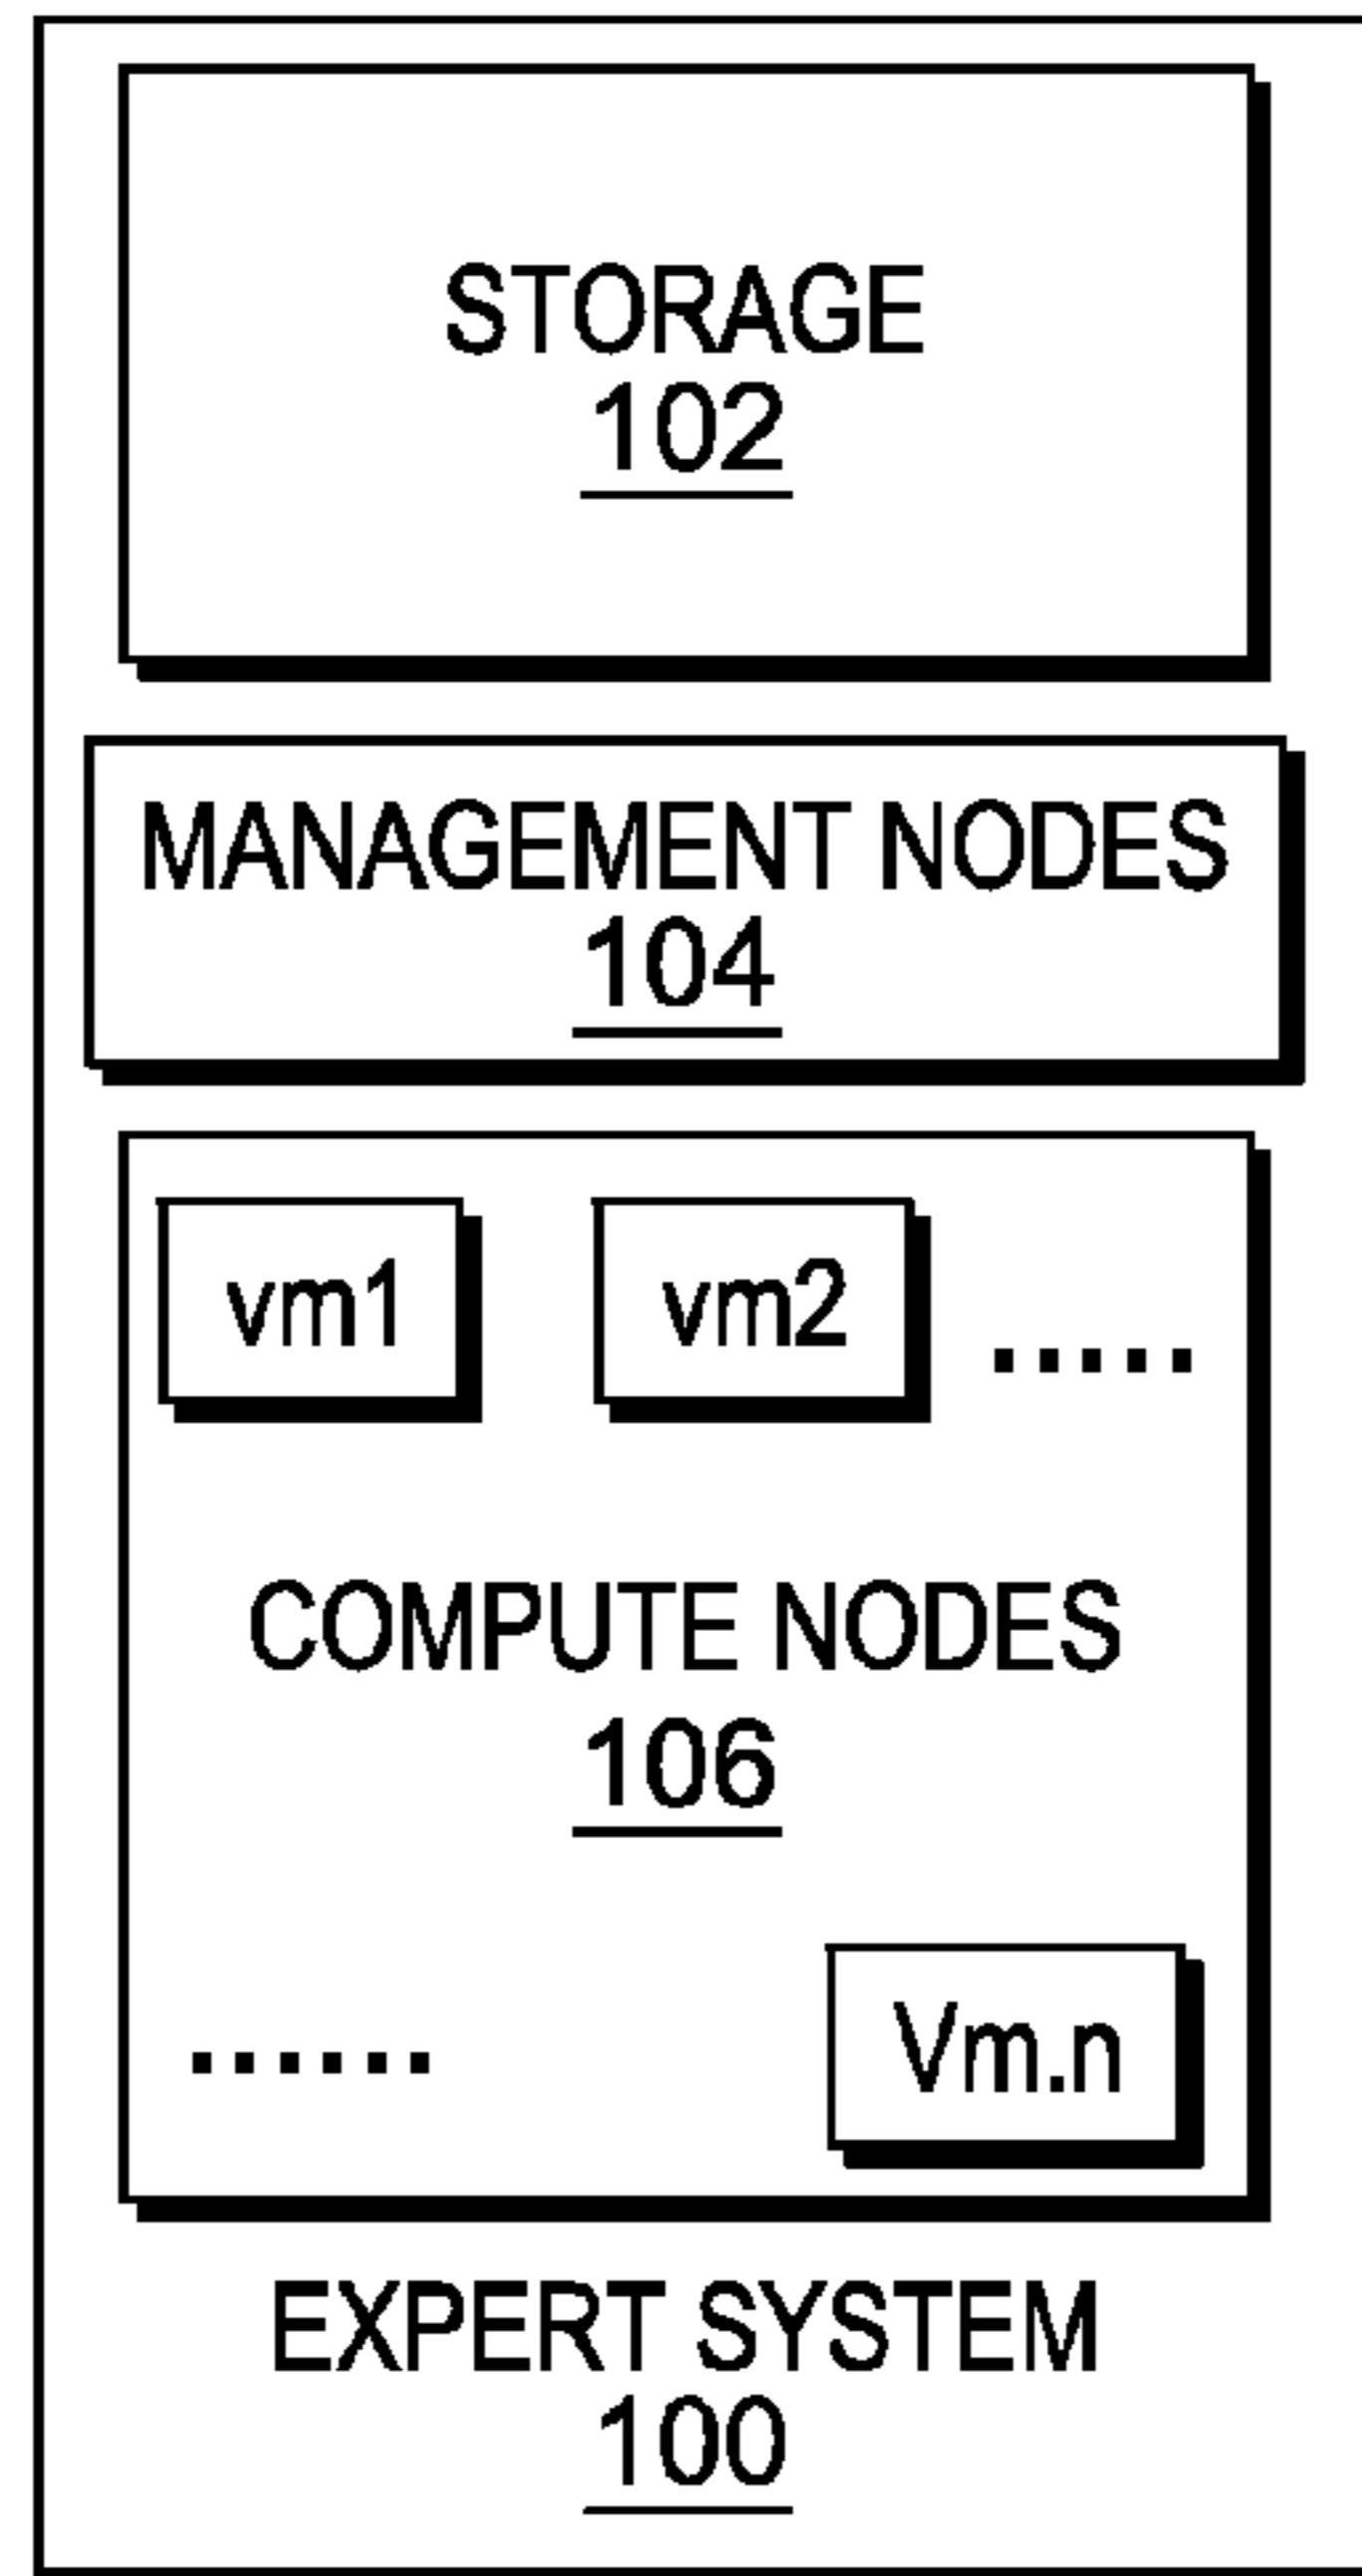 STORAGE
102
MANAGEMENT NODES
104
vm1 vm2 .....
COMPUTE NODES
106
...... Vm.n
EXPERT SYSTEM
100